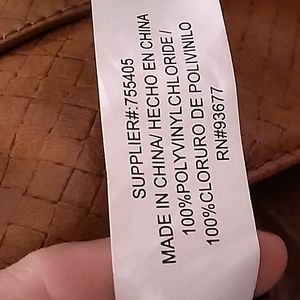 SUPPLIER#:755405
MADE IN CHINA/ HECHO EN CHINA
100%POLYVINYLCHLORIDE /
100%CLORURO DE POLIVINILO
RN#93677